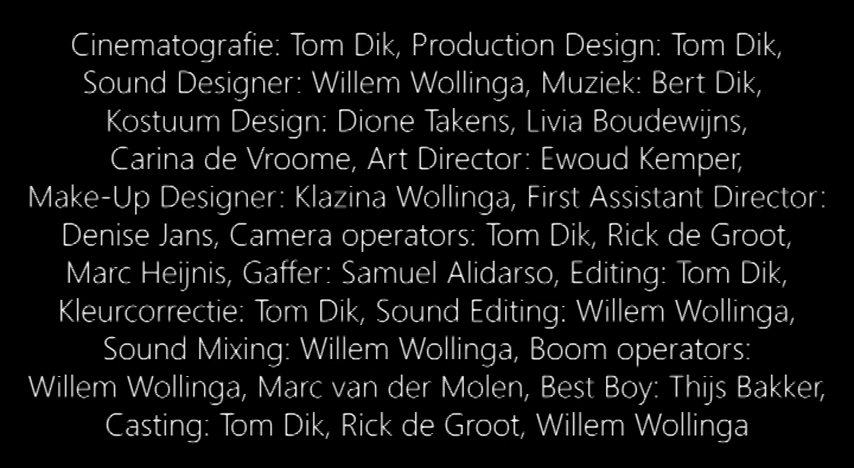 Cinematografie: Tom Dik, Production Design: Tom Dik,
Sound Designer: Willem Wollinga, Muziek: Bert Dik,
Kostuum Design: Dione Takens, Livia Boudewijns,
Carina de Vroome, Art Director: Ewoud Kemper,
Make-Up Designer: Klazina Wollinga, First Assistant Director:
Denise Jans, Camera operators: Tom Dik, Rick de Groot,
Marc Heijnis, Gaffer: Samuel Alidarso, Editing: Tom Dik,
Kleurcorrectie: Tom Dik, Sound Editing: Willem Wollinga,
Sound Mixing: Willem Wollinga, Boom operators:
Willem Wollinga, Marc van der Molen, Best Boy: Thijs Bakker,
Casting: Tom Dik, Rick de Groot, Willem Wollinga